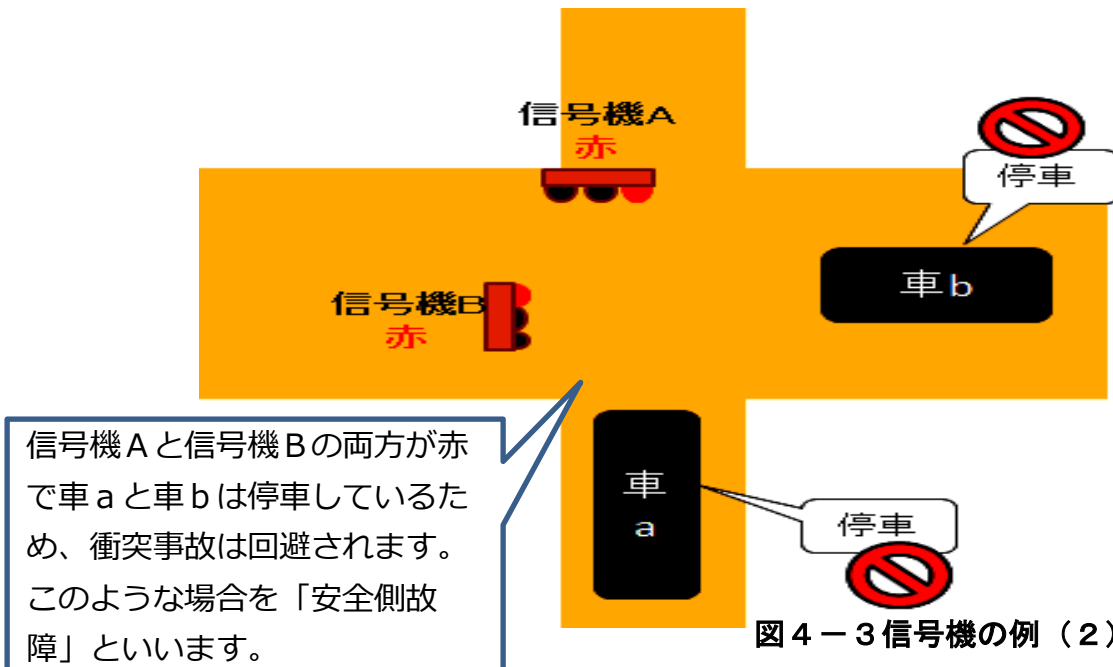 信号機A
赤
停車
車b
信号機B
赤
信号機Aと信号機Bの両方が赤
で車aと車bは停車しているた
め、衝突事故は回避されます。
このような場合を「安全側故
障」といいます。
車
a
停車
図4-3信号機の例(2)